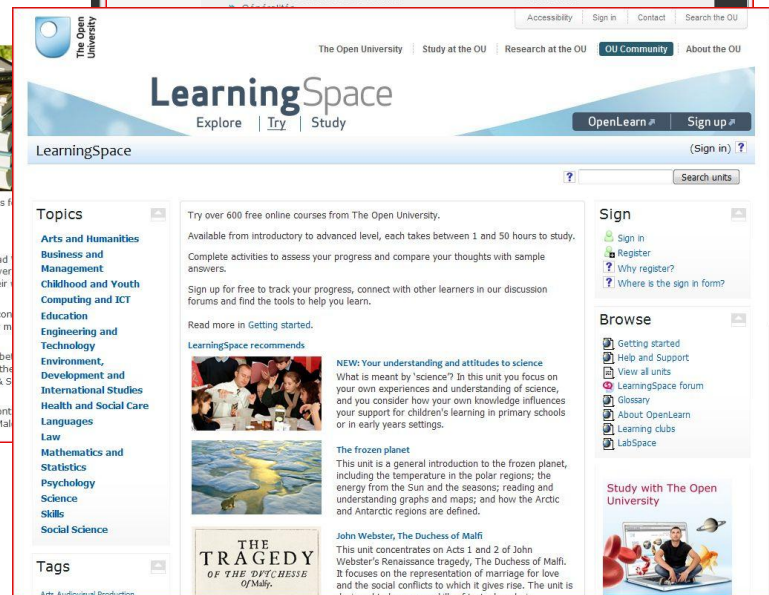 Généralités
The Open
University
Accessibility Sign in Contact Search the OU
The Open University Study at the OU Research at the OU OU Community About the OU
LearningSpace
Explore Try Study
OpenLearn Sign up
LearningSpace
(Sign in) ?
? Search units
Topics
Arts and Humanities
Business and
Management
Childhood and Youth
Computing and ICT
Education
Engineering and
Technology
Environment,
Development and
International Studies
Health and Social Care
Languages
Law
Mathematics and
Statistics
Psychology
Science
Skills
Social Science
Tags
Arts Audiovisual Production
Try over 600 free online courses from The Open University.
Available from introductory to advanced level, each takes between 1 and 50 hours to study.
Complete activities to assess your progress and compare your thoughts with sample
answers.
Sign up for free to track your progress, connect with other learners in our discussion
forums and find the tools to help you learn.
Read more in Getting started.
LearningSpace recommends
NEW: Your understanding and attitudes to science
What is meant by 'science'? In this unit you focus on
your own experiences and understanding of science,
and you consider how your own knowledge influences
your support for children's learning in primary schools
or in early years settings.
The frozen planet
This unit is a general introduction to the frozen planet,
including the temperature in the polar regions; the
energy from the Sun and the seasons; reading and
understanding graphs and maps; and how the Arctic
and Antarctic regions are defined.
THE
TRAGEDY
OF THE DVTCHESSE
Of Malfy.
John Webster, The Duchess of Malfi
This unit concentrates on Acts 1 and 2 of John
Webster's Renaissance tragedy, The Duchess of Malfi.
It focuses on the representation of marriage for love
and the social conflicts to which it gives rise. The unit is
Sign
Sign in
Register
? Why register?
? Where is the sign in form?
Browse
Getting started
Help and Support
View all units
LearningSpace forum
Glossary
About OpenLearn
Learning clubs
LabSpace
Study with The Open
University